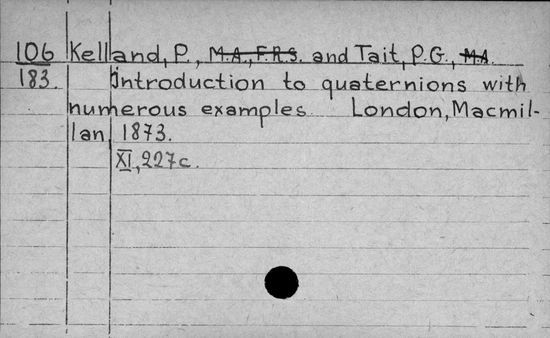 106 Kelland, P., M.A., F.R.S. and Tait, P.G., M.A.
183. Introduction to quaternions with
numerous examples London, Macmil-
lan, 1873.
XI, 227c.